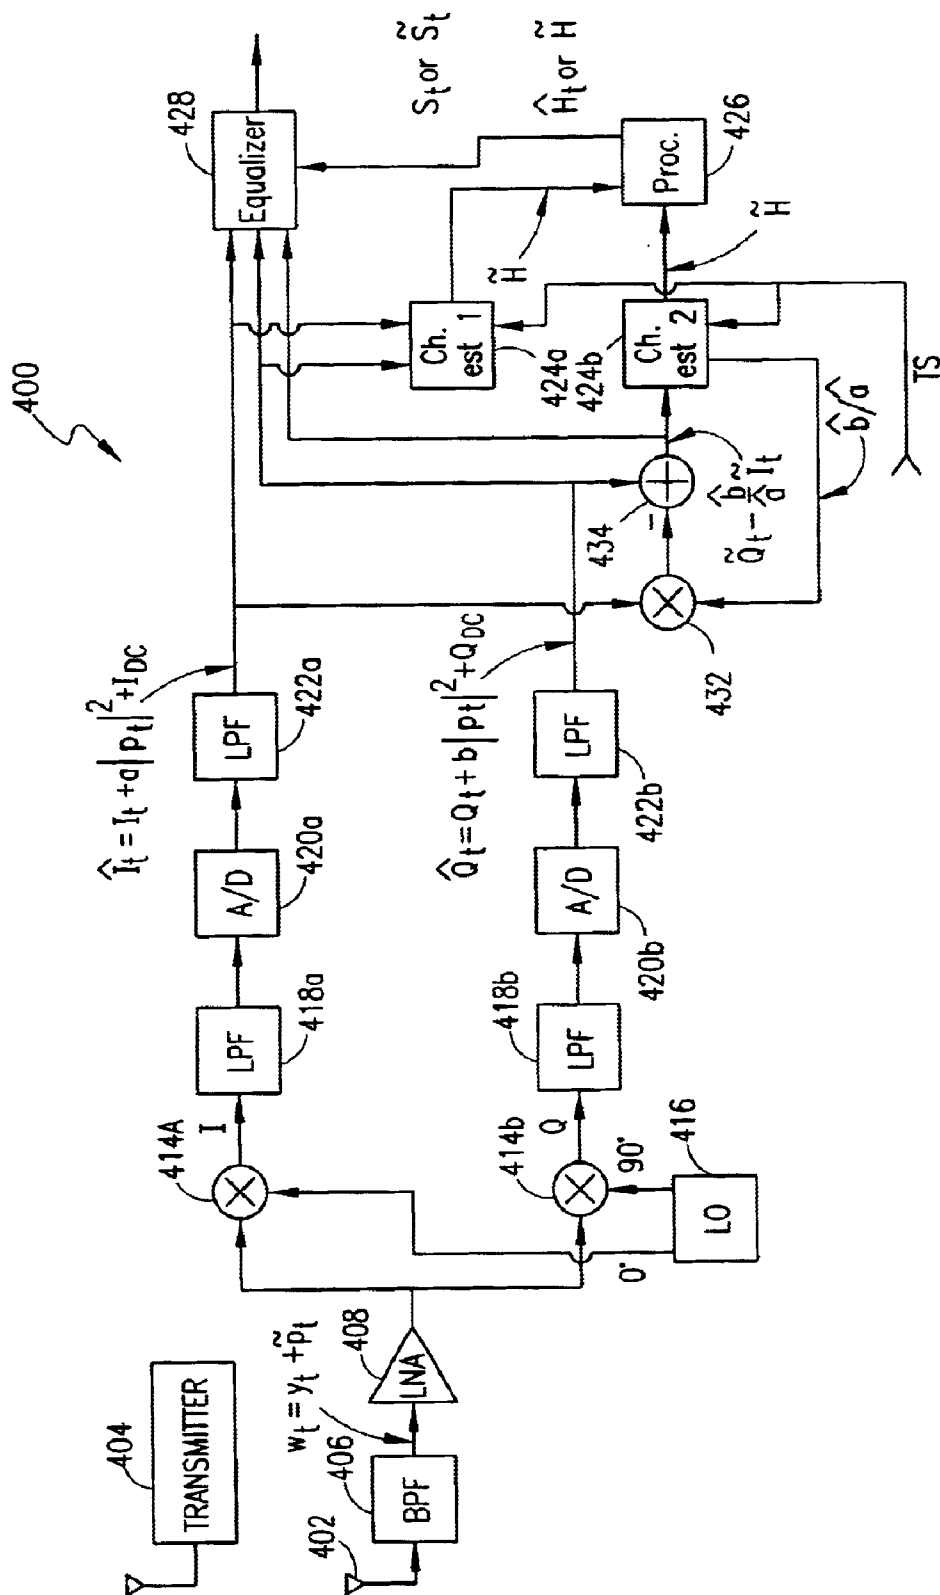 400
404
TRANSMITTER
402
406
BPF
w_t = y_t + p̃_t
408
LNA
414A
I
414b
Q
0°
90°
416
LO
418a
LPF
418b
LPF
420a
A/D
420b
A/D
422a
LPF
422b
LPF
Î_t = I_t + a|p_t|² + I_DC
Q̂_t = Q_t + b|p_t|² + Q_DC
432
434
−
Q̃_t − b̂/â Ĩ_t
b̂/â
TS
Ch. est 1
424a
424b
Ch. est 2
H̃
H̃
Proc.
426
Ĥ_t or H̃
S_t or S̃_t
Equalizer
428